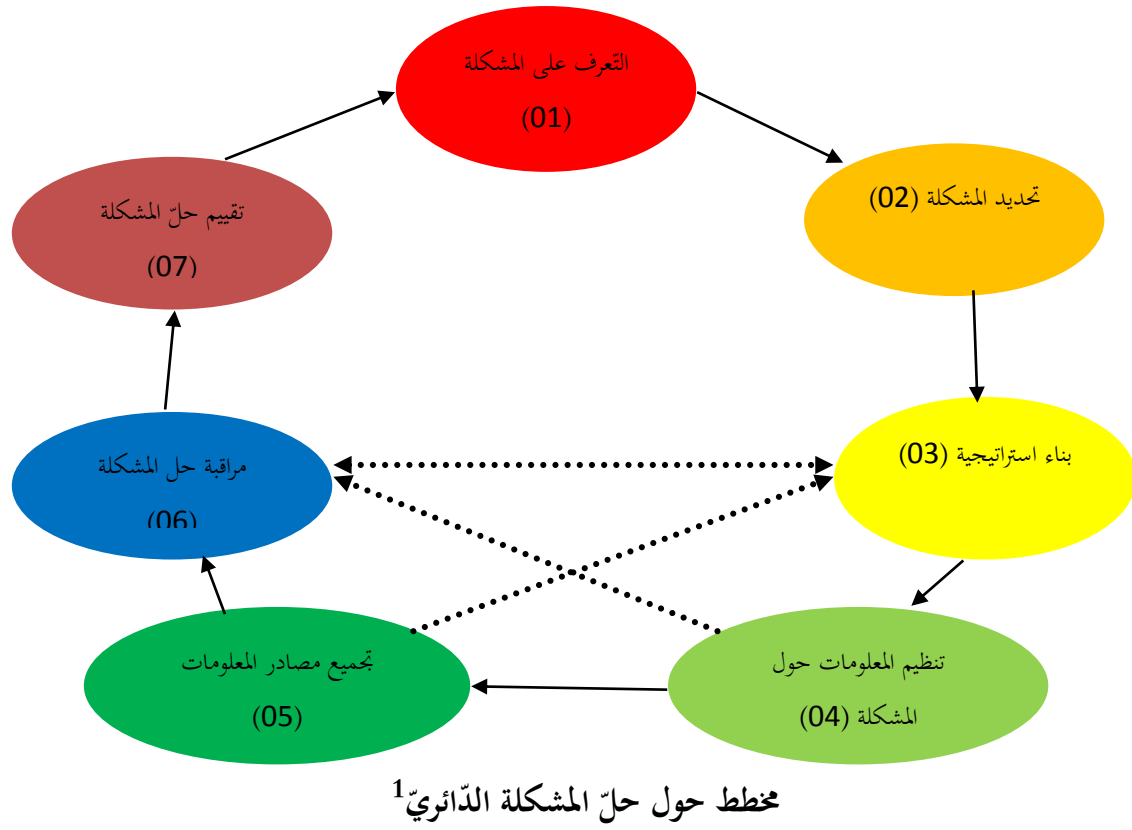 التّعرف على المشكلة
(01)
تحديد المشكلة (02)
بناء استراتيجية (03)
تنظيم المعلومات حول
المشكلة (04)
تجميع مصادر المعلومات
(05)
مراقبة حل المشكلة
(06)
تقييم حلّ المشكلة
(07)
مخطط حول حلّ المشكلة الدّائريّ1